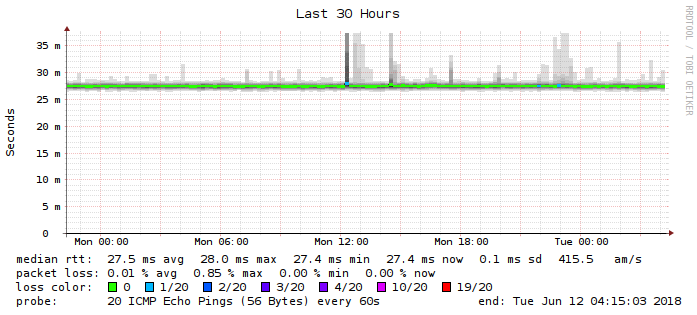 Last 30 Hours
RRDTOOL / TOBI OETIKER
Seconds
35 m
30 m
25 m
20 m
15 m
10 m
5 m
0
Mon 00:00 Mon 06:00 Mon 12:00 Mon 18:00 Tue 00:00
median rtt: 27.5 ms avg 28.0 ms max 27.4 ms min 27.4 ms now 0.1 ms sd 415.5 am/s
packet loss: 0.01 % avg 0.85 % max 0.00 % min 0.00 % now
loss color: 0 1/20 2/20 3/20 4/20 10/20 19/20
probe: 20 ICMP Echo Pings (56 Bytes) every 60s end: Tue Jun 12 04:15:03 2018